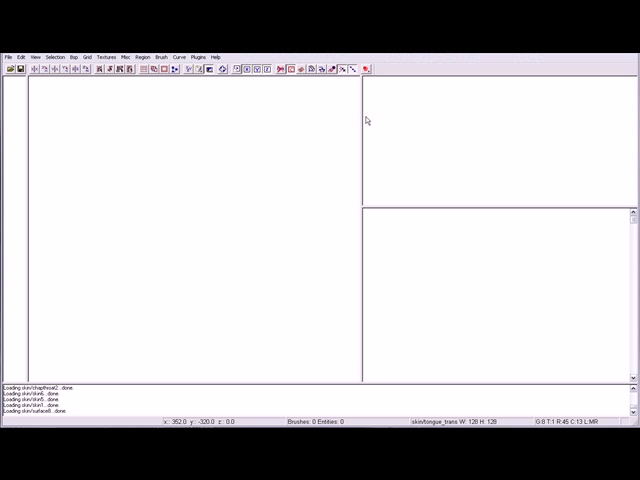 File Edit View Selection Bsp Grid Textures Misc Region Brush Curve Plugins Help
Loading skin/chapthroat2...done.
Loading skin/skin6...done.
Loading skin/skin5...done.
Loading skin/skin1...done.
Loading skin/surface8...done.
x: 352.0 y: -320.0 z: 0.0 Brushes: 0 Entities: 0 skin/tongue_trans W: 128 H: 128 G:8 T:1 R:45 C:13 L:MR